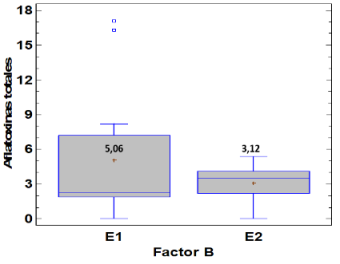 Aflatoxinas totales
18
15
12
9
6
3
0
5,06
3,12
E1
E2
Factor B